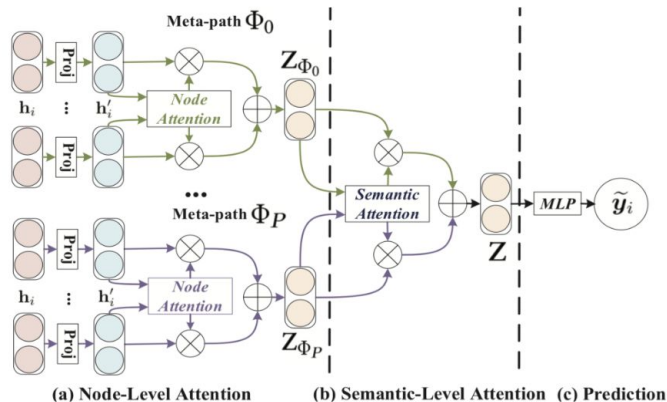 Meta-path Φ₀
Proj
h_i ... h'_i
Node
Attention
Proj
Z_Φ₀
...
Meta-path Φ_P
Proj
h_i ... h'_i
Node
Attention
Proj
Z_Φ_P
Semantic
Attention
Z
MLP
ỹ_i
(a) Node-Level Attention
(b) Semantic-Level Attention
(c) Prediction